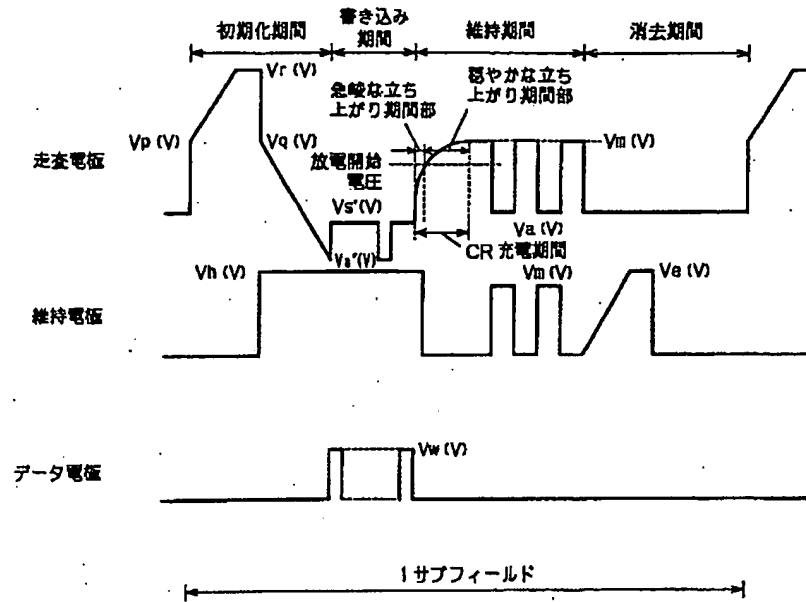 初期化期間
書き込み
期間
維持期間
消去期間
Vr (V)
急峻な立ち
上がり期間部
穏やかな立ち
上がり期間部
Vp (V)
Vq (V)
Vm (V)
走査電極
放電開始
電圧
Vs'(V)
Va (V)
CR 充電期間
Va'(V)
Vh (V)
Vm (V)
Ve (V)
維持電極
Vw (V)
データ電極
1サブフィールド